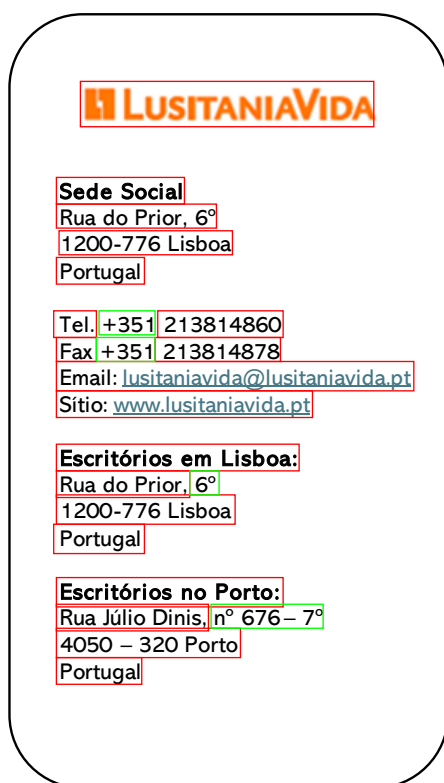 LUSITANIAVIDA
Sede Social
Rua do Prior, 6º
1200-776 Lisboa
Portugal
Tel. +351 213814860
Fax +351 213814878
Email: lusitaniavida@lusitaniavida.pt
Sítio: www.lusitaniavida.pt
Escritórios em Lisboa:
Rua do Prior, 6º
1200-776 Lisboa
Portugal
Escritórios no Porto:
Rua Júlio Dinis, nº 676 – 7º
4050 – 320 Porto
Portugal